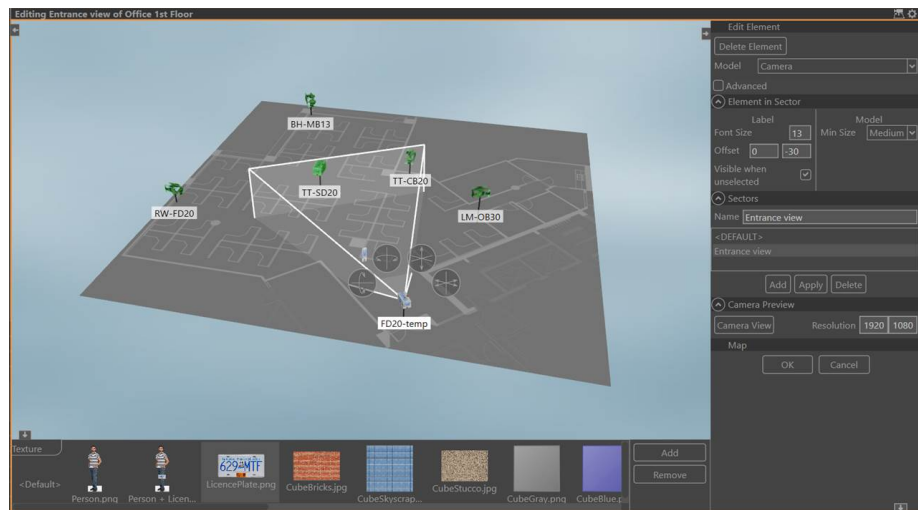 Editing Entrance view of Office 1st Floor
Edit Element
Delete Element
Model Camera
Advanced
Element in Sector
Label Model
Font Size 13 Min Size Medium
Offset 0 -30
Visible when
unselected
Sectors
Name Entrance view
<DEFAULT>
Entrance view
Add Apply Delete
Camera Preview
Camera View Resolution 1920 1080
Map
OK Cancel
BH-MB13
TT-SD20
TT-CB20
RW-FD20
LM-OB30
FD20-temp
Texture
<Default>
Person.png
Person + Licen...
629 MTF
LicencePlate.png
CubeBricks.jpg
CubeSkyscrap...
CubeStucco.jpg
CubeGray.png
CubeBlue.p
Add
Remove